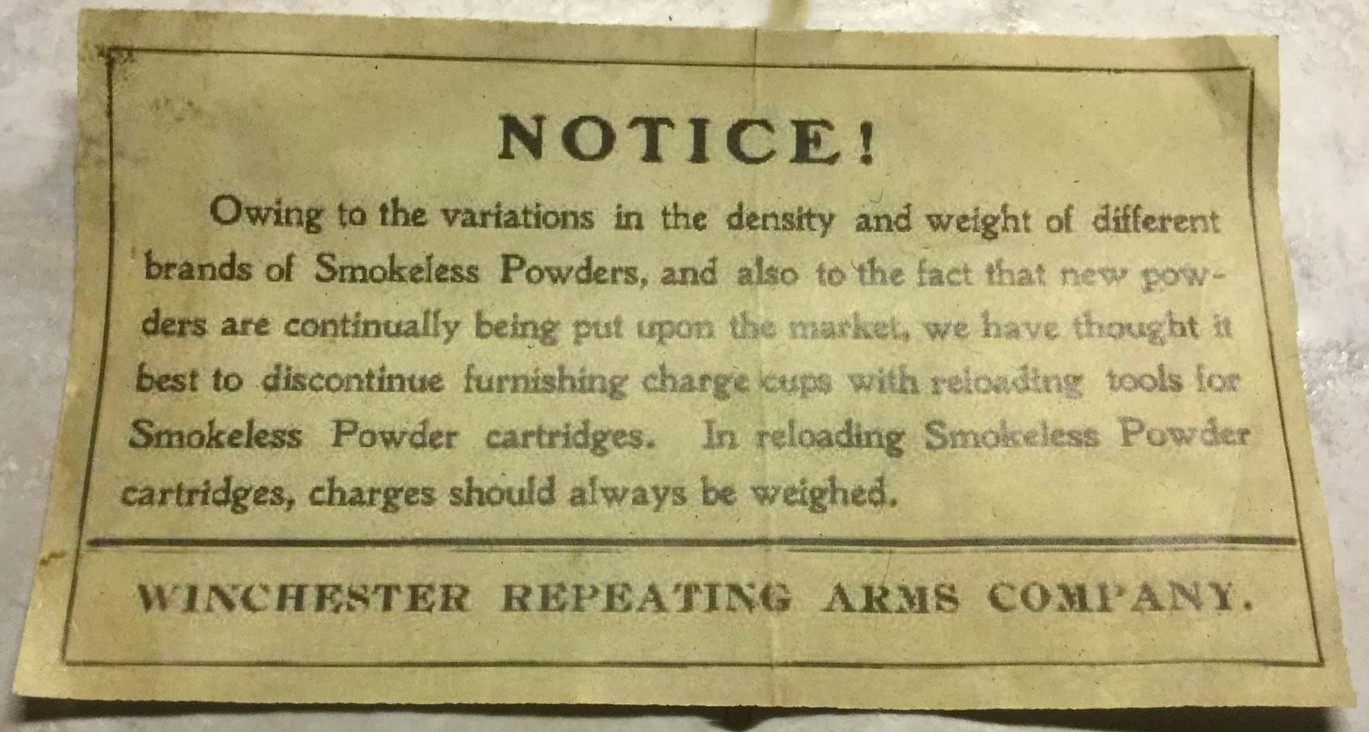 NOTICE!
Owing to the variations in the density and weight of different
brands of Smokeless Powders, and also to the fact that new pow-
ders are continually being put upon the market, we have thought it
best to discontinue furnishing charge cups with reloading tools for
Smokeless Powder cartridges. In reloading Smokeless Powder
cartridges, charges should always be weighed.
WINCHESTER REPEATING ARMS COMPANY.